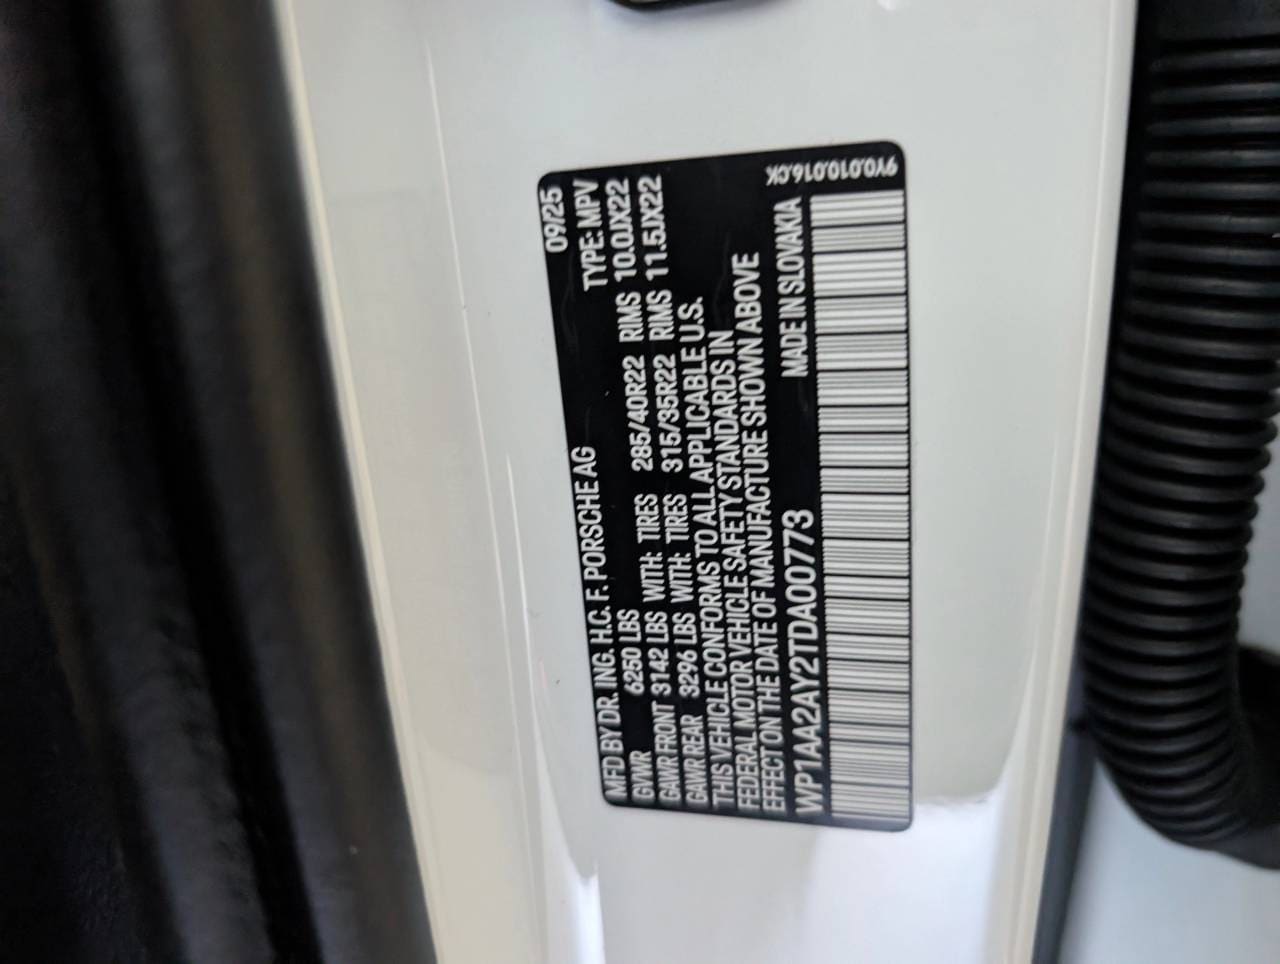 MFD BY DR. ING. H.C. F. PORSCHE AG 09/25
GVWR 6250 LBS TYPE: MPV
GAWR FRONT 3142 LBS WITH: TIRES 285/40R22 RIMS 10.0JX22
GAWR REAR 3296 LBS WITH: TIRES 315/35R22 RIMS 11.5JX22
THIS VEHICLE CONFORMS TO ALL APPLICABLE U.S.
FEDERAL MOTOR VEHICLE SAFETY STANDARDS IN
EFFECT ON THE DATE OF MANUFACTURE SHOWN ABOVE
WP1AA2AY2TDA00773 MADE IN SLOVAKIA
9Y0.010.016.CK